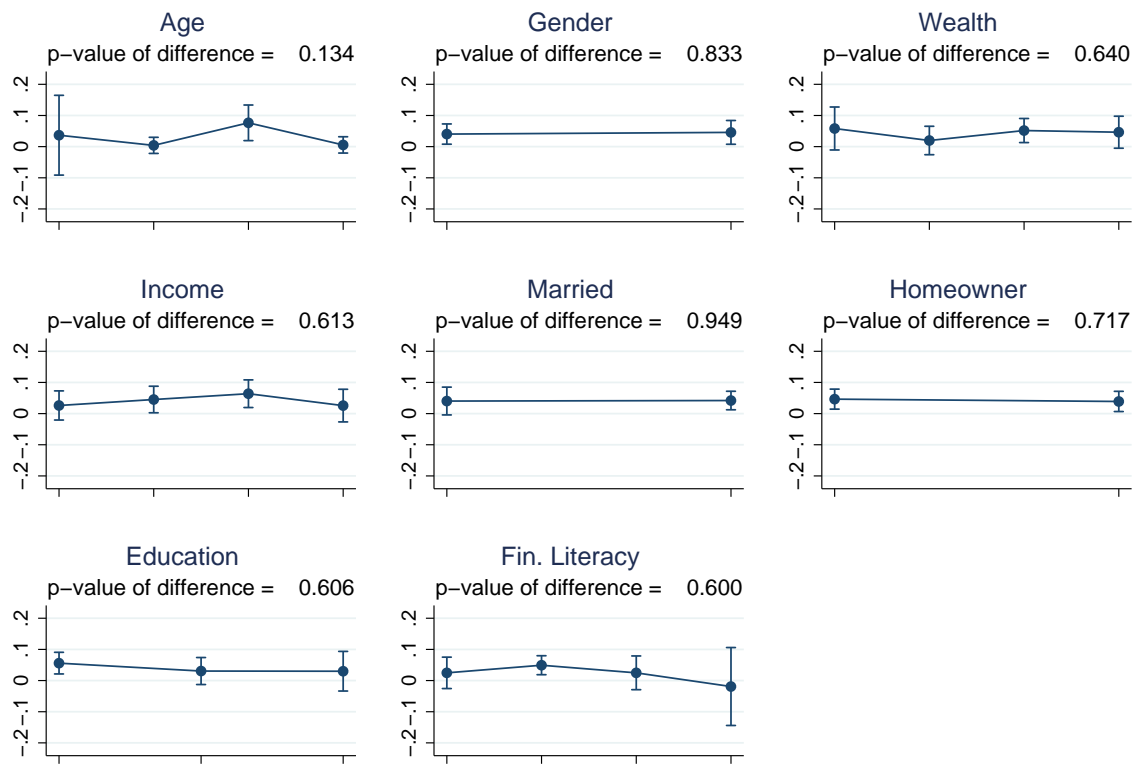 Age
p−value of difference = 0.134
−.2 −.1 0 .1 .2
Gender
p−value of difference = 0.833
−.2 −.1 0 .1 .2
Wealth
p−value of difference = 0.640
−.2 −.1 0 .1 .2
Income
p−value of difference = 0.613
−.2 −.1 0 .1 .2
Married
p−value of difference = 0.949
−.2 −.1 0 .1 .2
Homeowner
p−value of difference = 0.717
−.2 −.1 0 .1 .2
Education
p−value of difference = 0.606
−.2 −.1 0 .1 .2
Fin. Literacy
p−value of difference = 0.600
−.2 −.1 0 .1 .2